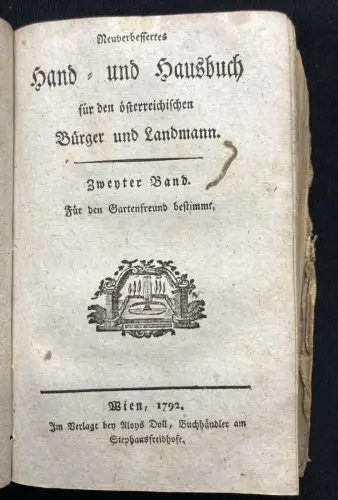 Neuverbessertes
Hand - und Hausbuch
für den österreichischen
Bürger und Landmann.
Zweyter Band.
Für den Gartenfreund bestimmt,
Wien, 1792.
Im Verlage bey Aloys Doll, Buchhändler am
Stephansfreidhofe.